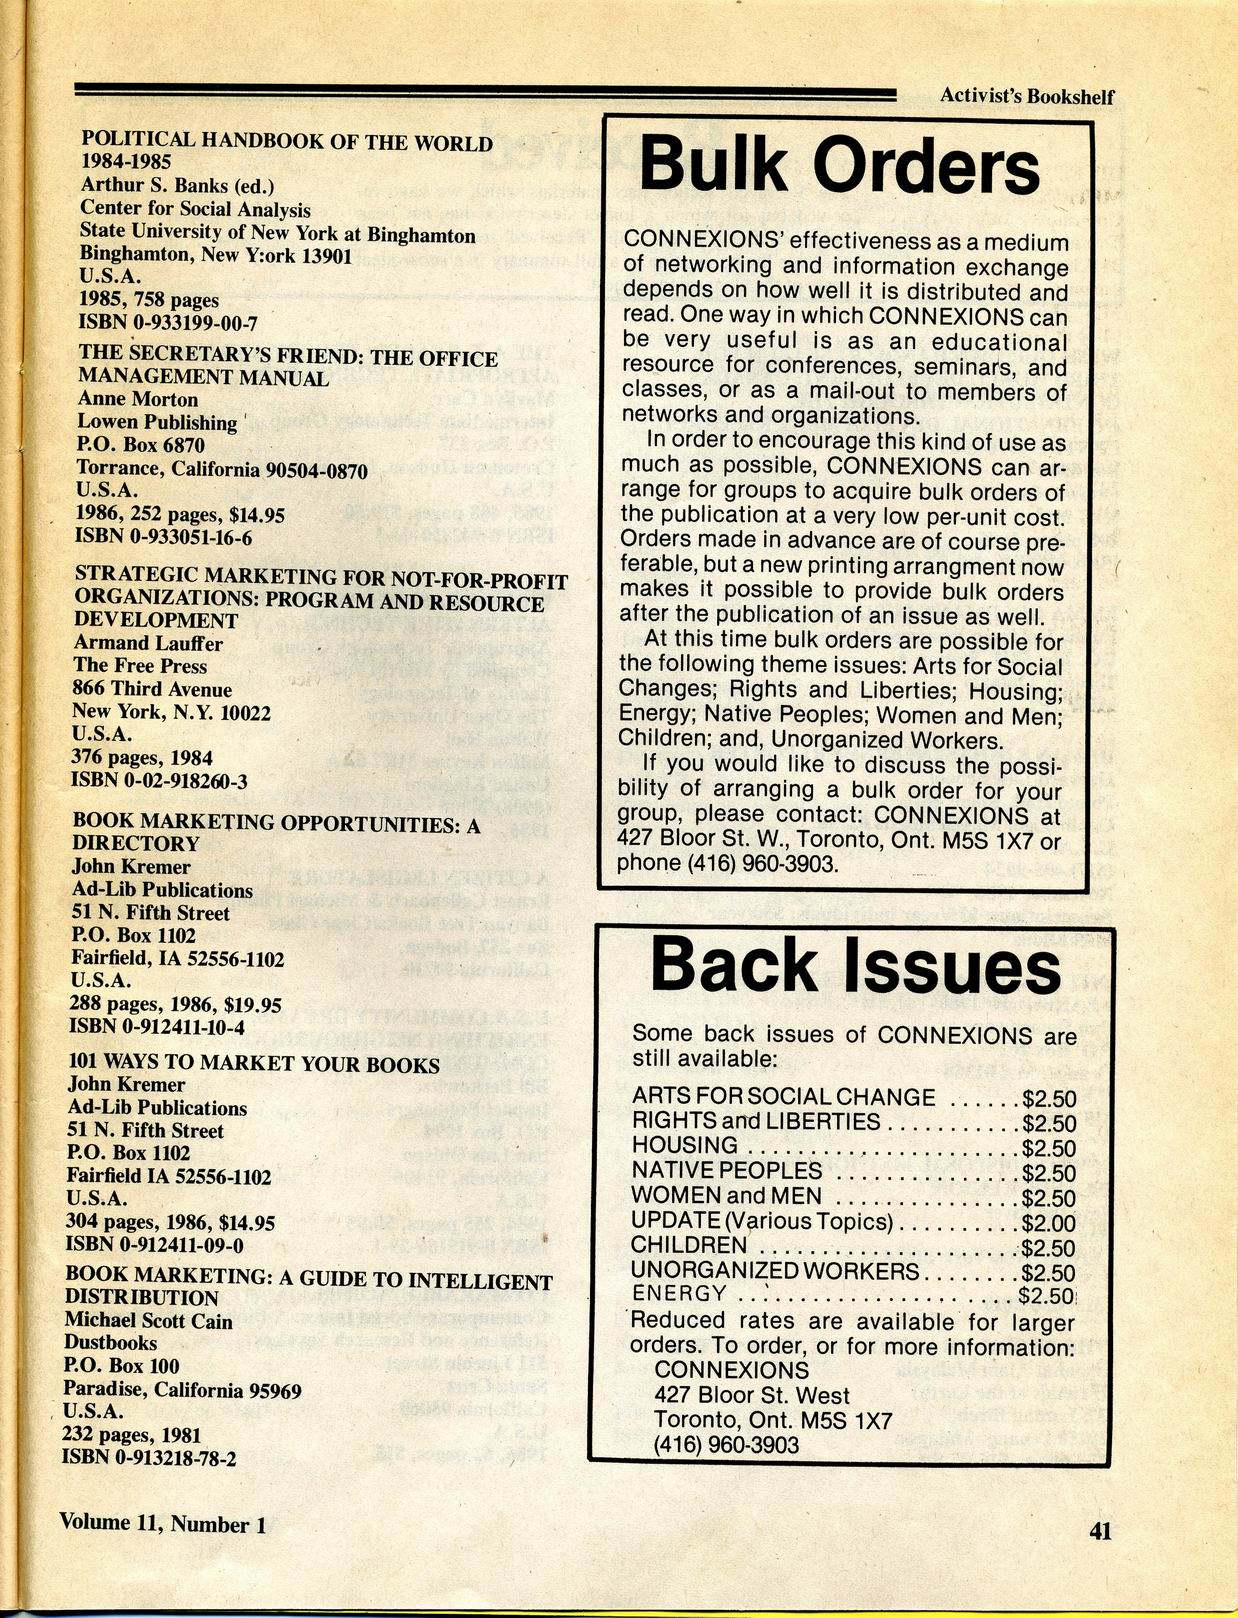 Activist's Bookshelf
POLITICAL HANDBOOK OF THE WORLD
1984-1985
Arthur S. Banks (ed.)
Center for Social Analysis
State University of New York at Binghamton
Binghamton, New Y:ork 13901
U.S.A.
1985, 758 pages
ISBN 0-933199-00-7
THE SECRETARY'S FRIEND: THE OFFICE
MANAGEMENT MANUAL
Anne Morton
Lowen Publishing
P.O. Box 6870
Torrance, California 90504-0870
U.S.A.
1986, 252 pages, $14.95
ISBN 0-933051-16-6
STRATEGIC MARKETING FOR NOT-FOR-PROFIT
ORGANIZATIONS: PROGRAM AND RESOURCE
DEVELOPMENT
Armand Lauffer
The Free Press
866 Third Avenue
New York, N.Y. 10022
U.S.A.
376 pages, 1984
ISBN 0-02-918260-3
BOOK MARKETING OPPORTUNITIES: A
DIRECTORY
John Kremer
Ad-Lib Publications
51 N. Fifth Street
P.O. Box 1102
Fairfield, IA 52556-1102
U.S.A.
288 pages, 1986, $19.95
ISBN 0-912411-10-4
101 WAYS TO MARKET YOUR BOOKS
John Kremer
Ad-Lib Publications
51 N. Fifth Street
P.O. Box 1102
Fairfield IA 52556-1102
U.S.A.
304 pages, 1986, $14.95
ISBN 0-912411-09-0
BOOK MARKETING: A GUIDE TO INTELLIGENT
DISTRIBUTION
Michael Scott Cain
Dustbooks
P.O. Box 100
Paradise, California 95969
U.S.A.
232 pages, 1981
ISBN 0-913218-78-2
Bulk Orders
CONNEXIONS' effectiveness as a medium
of networking and information exchange
depends on how well it is distributed and
read. One way in which CONNEXIONS can
be very useful is as an educational
resource for conferences, seminars, and
classes, or as a mail-out to members of
networks and organizations.
In order to encourage this kind of use as
much as possible, CONNEXIONS can ar-
range for groups to acquire bulk orders of
the publication at a very low per-unit cost.
Orders made in advance are of course pre-
ferable, but a new printing arrangment now
makes it possible to provide bulk orders
after the publication of an issue as well.
At this time bulk orders are possible for
the following theme issues: Arts for Social
Changes; Rights and Liberties; Housing;
Energy; Native Peoples; Women and Men;
Children; and, Unorganized Workers.
If you would like to discuss the possi-
bility of arranging a bulk order for your
group, please contact: CONNEXIONS at
427 Bloor St. W., Toronto, Ont. M5S 1X7 or
phone (416) 960-3903.
Back Issues
Some back issues of CONNEXIONS are
still available:
ARTS FOR SOCIAL CHANGE ......$2.50
RIGHTS and LIBERTIES...........$2.50
HOUSING ......................$2.50
NATIVE PEOPLES ...............$2.50
WOMEN and MEN ...............$2.50
UPDATE (Various Topics)..........$2.00
CHILDREN .....................$2.50
UNORGANIZED WORKERS........$2.50
ENERGY ......................$2.50
Reduced rates are available for larger
orders. To order, or for more information:
CONNEXIONS
427 Bloor St. West
Toronto, Ont. M5S 1X7
(416) 960-3903
Volume 11, Number 1
41